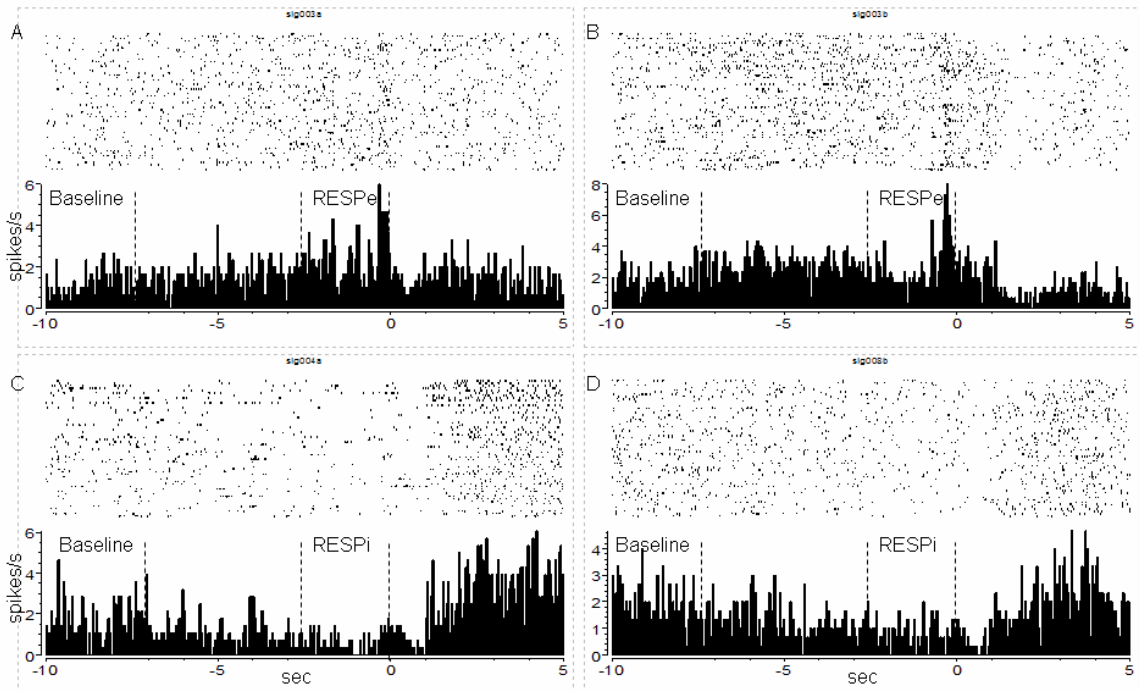 sig003a
A
6
4
2
0
spikes/s
Baseline
RESPe
-10
-5
0
5
sig003b
B
8
6
4
2
0
Baseline
RESPe
-10
-5
0
5
sig004a
C
6
4
2
0
spikes/s
Baseline
RESPi
-10
-5
0
5
sec
sig008b
D
4
3
2
1
0
Baseline
RESPi
-10
-5
0
5
sec